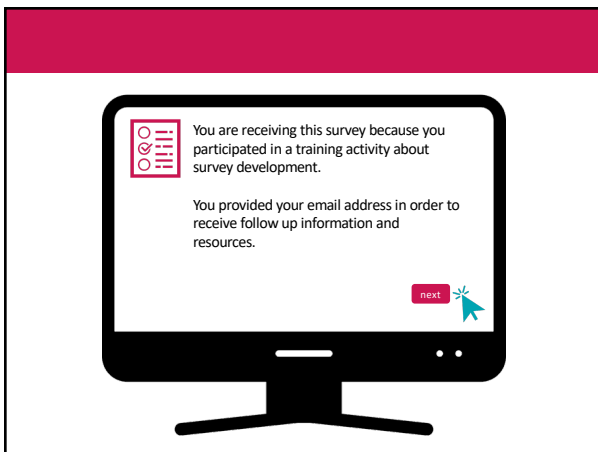 You are receiving this survey because you
participated in a training activity about
survey development.
You provided your email address in order to
receive follow up information and
resources.
next